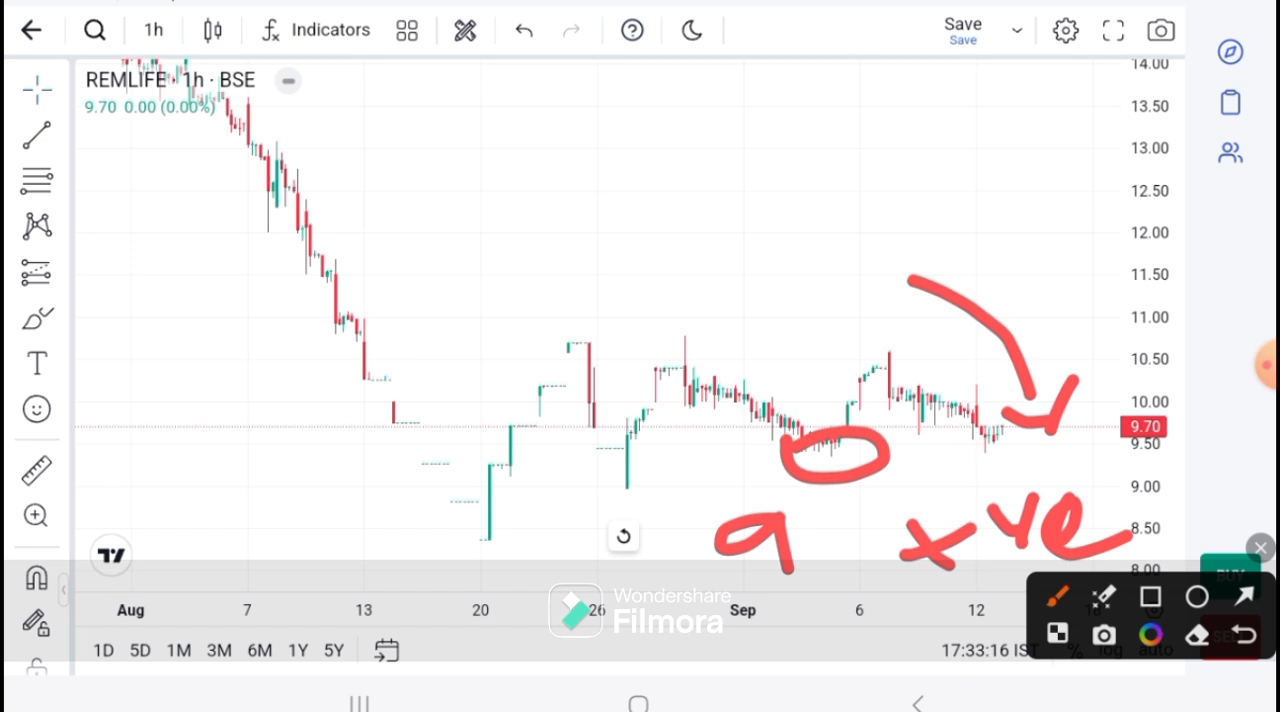 1h Indicators Save
Save
REMLIFE · 1h · BSE
9.70 0.00 (0.00%)
14.00
13.50
13.00
12.50
12.00
11.50
11.00
10.50
10.00
9.70
9.50
9.00
8.50
8.00
9 x ve
BUY
Aug 7 13 20 26 Sep 6 12
Wondershare
Filmora
1D 5D 1M 3M 6M 1Y 5Y 17:33:16 IST % log auto